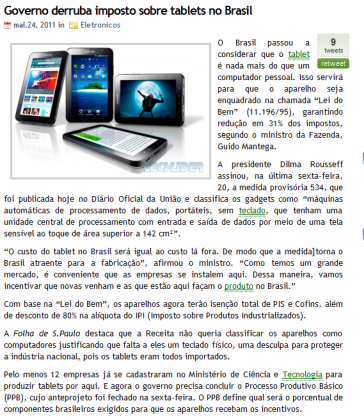 Governo derruba imposto sobre tablets no Brasil
mai.24, 2011 in Eletronicos
9
tweets
retweet
O Brasil passou a
considerar que o tablet
é nada mais do que um
computador pessoal. Isso servirá
para que o aparelho seja
enquadrado na chamada “Lei do
Bem” (11.196/95), garantindo
redução em 31% dos impostos,
segundo o ministro da Fazenda,
Guido Mantega.
TECHLIDER
A presidente Dilma Rousseff
assinou, na última sexta-feira,
20, a medida provisória 534, que
foi publicada hoje no Diário Oficial da União e classifica os gadgets como “máquinas
automáticas de processamento de dados, portáteis, sem teclado, que tenham uma
unidade central de processamento com entrada e saída de dados por meio de uma tela
sensível ao toque de área superior a 142 cm²”.
“O custo do tablet no Brasil será igual ao custo lá fora. De modo que a medida]torna o
Brasil atraente para a fabricação”, afirmou o ministro. “Como temos um grande
mercado, é conveniente que as empresas se instalem aqui. Dessa maneira, vamos
incentivar que novas venham e as que estão aqui façam o produto no Brasil.”
Com base na “Lei do Bem”, os aparelhos agora terão isenção total de PIS e Cofins, além
de desconto de 80% na alíquota do IPI (Imposto sobre Produtos Industrializados).
A Folha de S.Paulo destaca que a Receita não queria classificar os aparelhos como
computadores justificando que falta a eles um teclado físico, uma desculpa para proteger
a indústria nacional, pois os tablets eram todos importados.
Pelo menos 12 empresas já se cadastraram no Ministério de Ciência e Tecnologia para
produzir tablets por aqui. E agora o governo precisa concluir o Processo Produtivo Básico
(PPB), cujo anteprojeto foi fechado na sexta-feira. O PPB define qual será o porcentual de
componentes brasileiros exigidos para que os aparelhos recebam os incentivos.